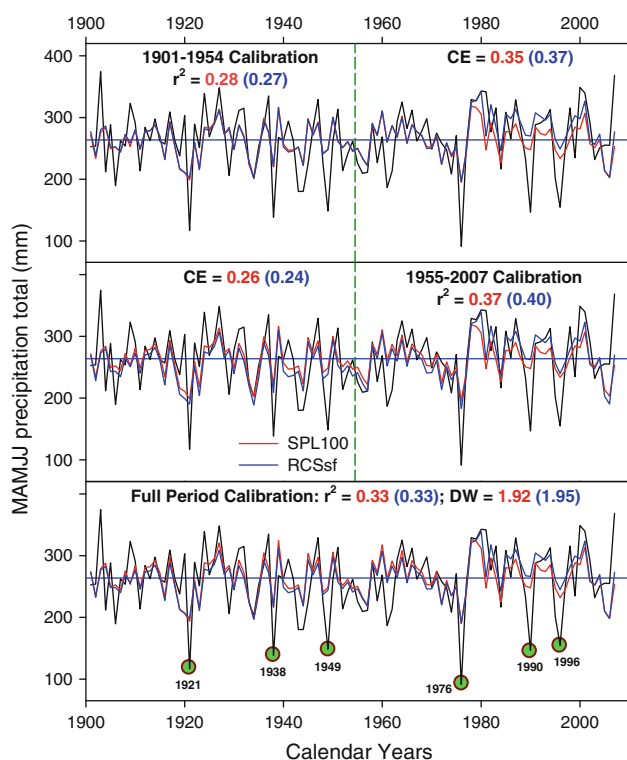 1900 1920 1940 1960 1980 2000
400
300
200
100
1901-1954 Calibration
r² = 0.28 (0.27)
CE = 0.35 (0.37)
300
200
100
CE = 0.26 (0.24)
1955-2007 Calibration
r² = 0.37 (0.40)
SPL100
RCSsf
MAMJJ precipitation total (mm)
Full Period Calibration: r² = 0.33 (0.33); DW = 1.92 (1.95)
300
200
100
1921
1938
1949
1976
1990
1996
1900 1920 1940 1960 1980 2000
Calendar Years